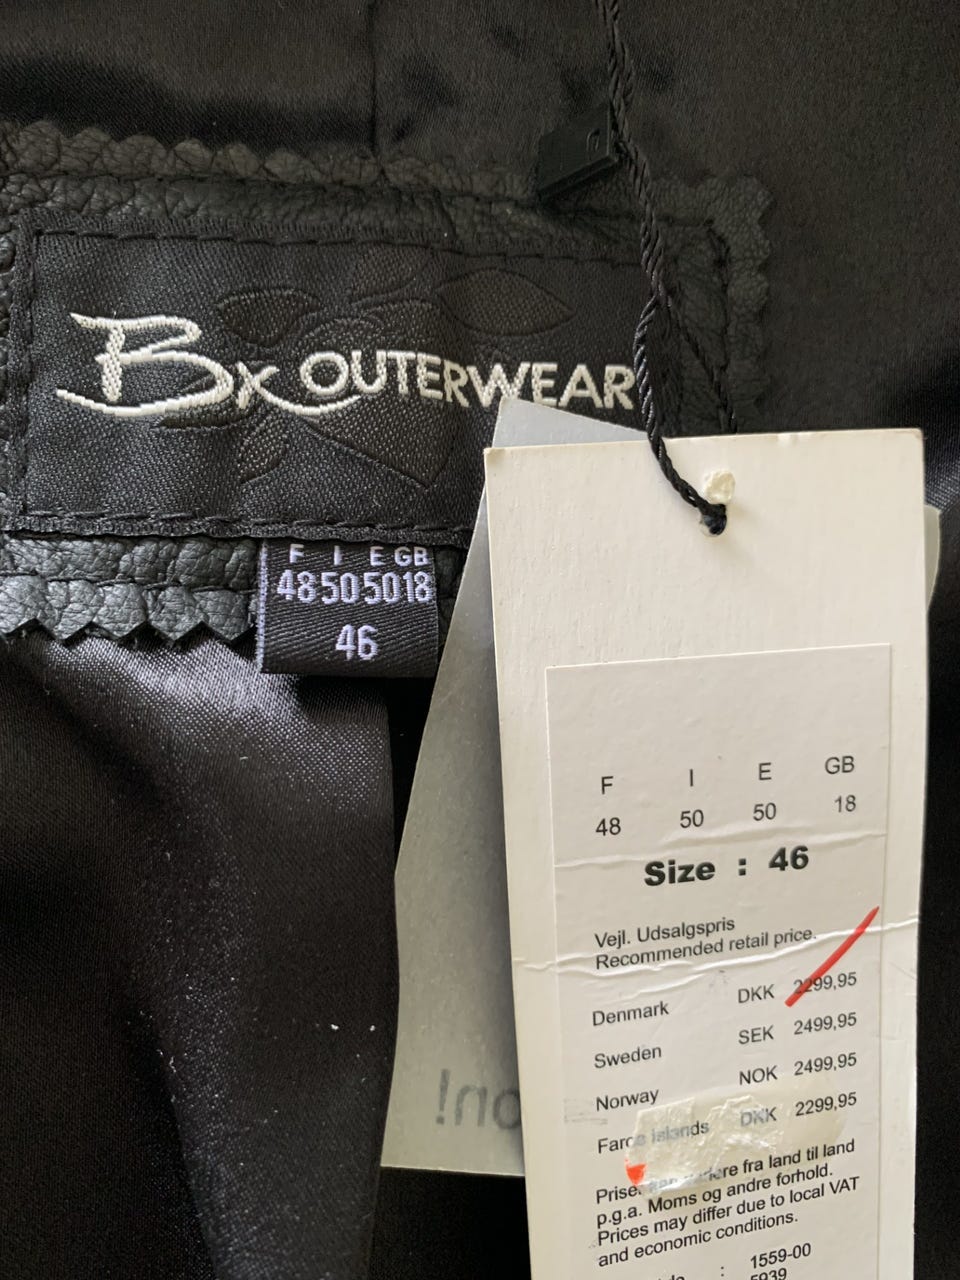 Bx OUTERWEAR
F I E GB
48 50 50 18
46
F I E GB
48 50 50 18
Size : 46
Vejl. Udsalgspris
Recommended retail price.
Denmark DKK 2299,95
Sweden SEK 2499,95
Norway NOK 2499,95
Faroe Islands DKK 2299,95
fra land til land
p.g.a. Moms og andre forhold.
Prices may differ due to local VAT
and economic conditions.
: 1559-00
5939
on!